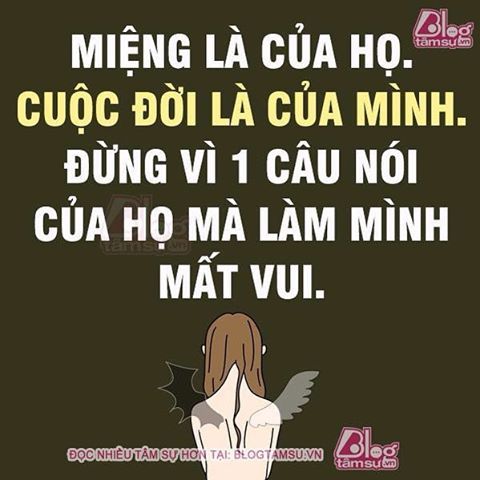 Blog
tâmsự.vn
MIỆNG LÀ CỦA HỌ.
CUỘC ĐỜI LÀ CỦA MÌNH.
ĐỪNG VÌ 1 CÂU NÓI
Blog
tâmsự.vn
CỦA HỌ MÀ LÀM MÌNH
MẤT VUI.
ĐỌC NHIỀU TÂM SỰ HƠN TẠI: BLOGTAMSU.VN
Blog
tâmsự.vn